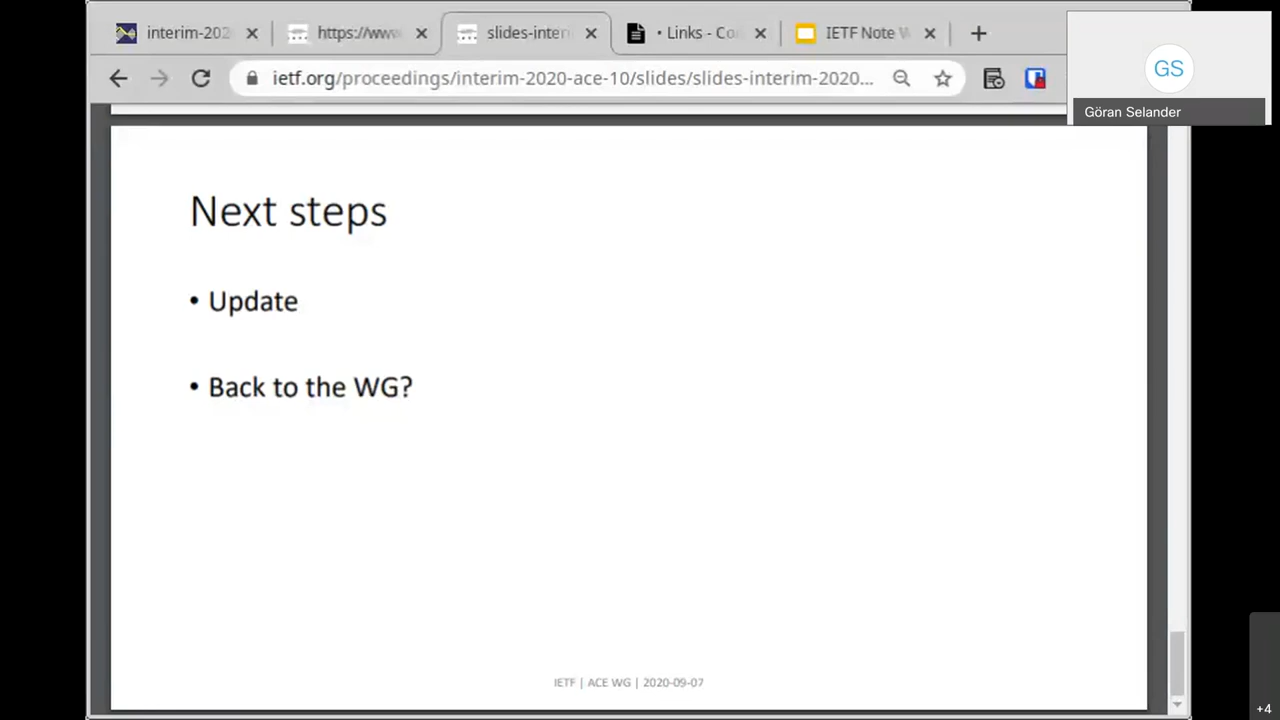 interim-202
https://www
slides-inter
• Links - Co
IETF Note W
ietf.org/proceedings/interim-2020-ace-10/slides/slides-interim-2020...
GS
Göran Selander
Next steps
• Update
• Back to the WG?
IETF | ACE WG | 2020-09-07
+4